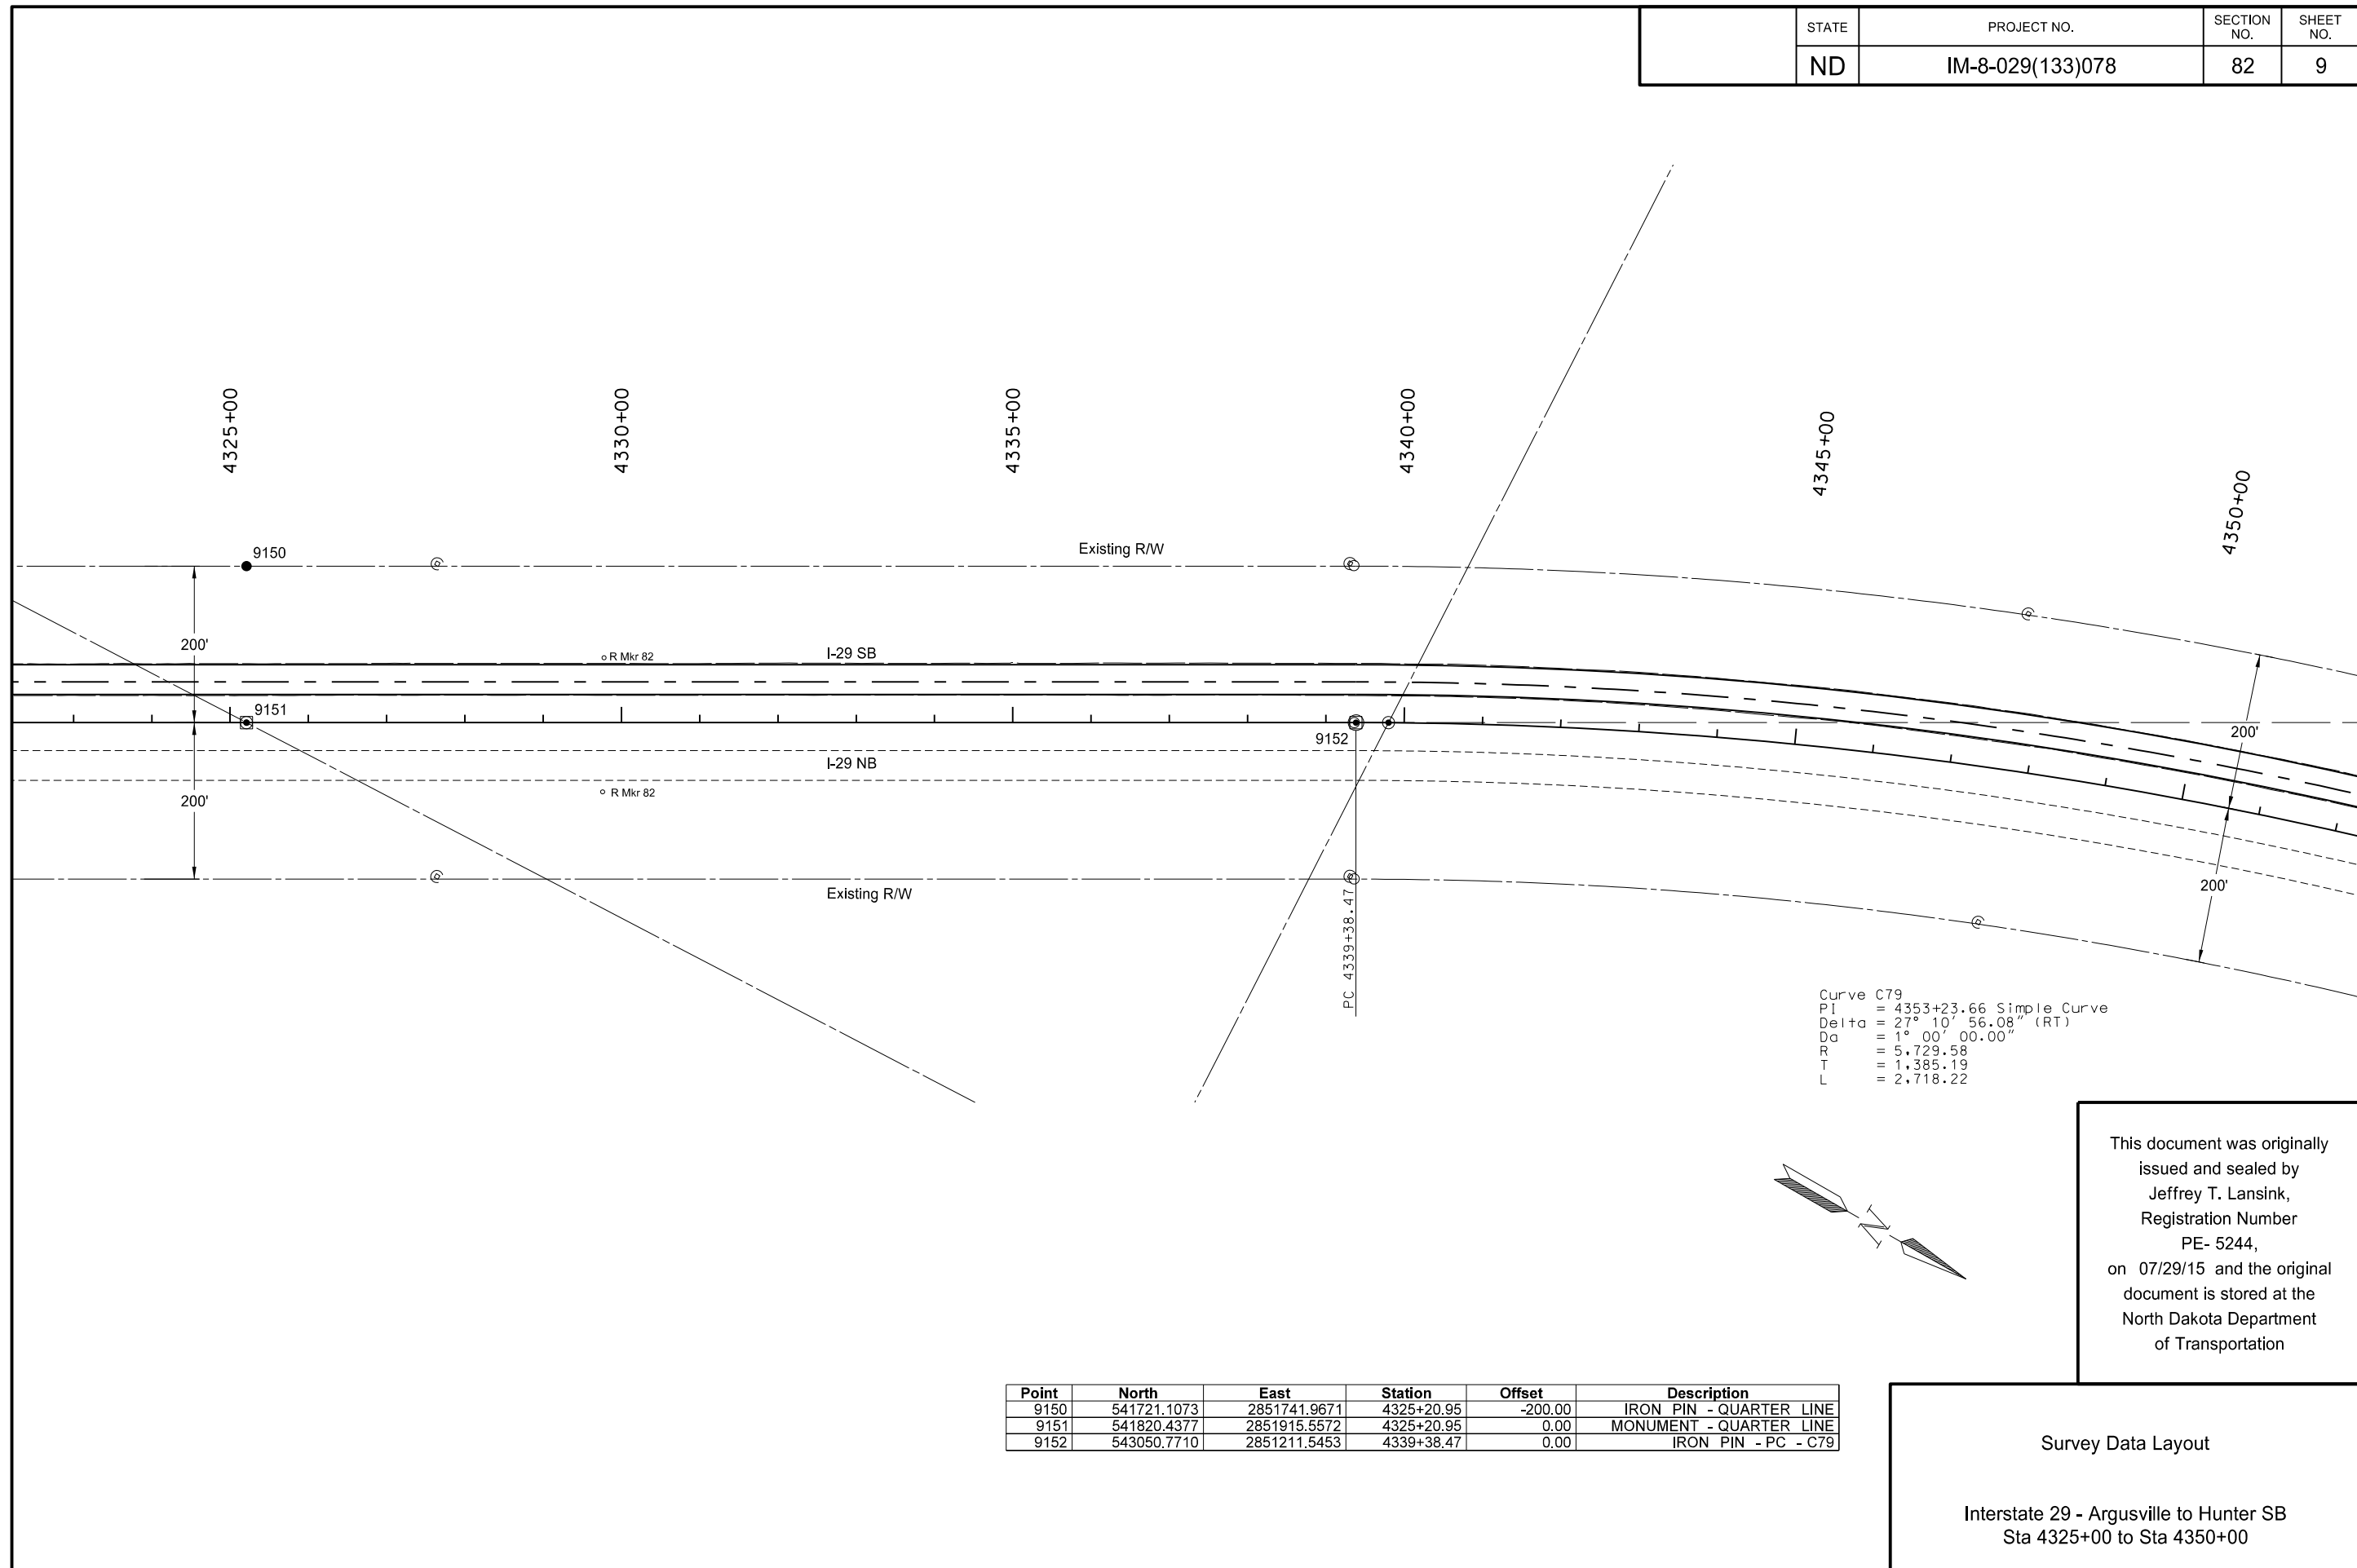 STATE PROJECT NO. SECTION NO. SHEET NO.
ND IM-8-029(133)078 82 9
4325+00
4330+00
4335+00
4340+00
4345+00
4350+00
9150
Existing R/W
200'
R Mkr 82
I-29 SB
9151
9152
200'
I-29 NB
200'
R Mkr 82
200'
Existing R/W
PC 4339+38.47
Curve C79
PI = 4353+23.66 Simple Curve
Delta = 27° 10' 56.08" (RT)
Da = 1° 00' 00.00"
R = 5,729.58
T = 1,385.19
L = 2,718.22
N
This document was originally
issued and sealed by
Jeffrey T. Lansink,
Registration Number
PE- 5244,
on 07/29/15 and the original
document is stored at the
North Dakota Department
of Transportation
Point North East Station Offset Description
9150 541721.1073 2851741.9671 4325+20.95 -200.00 IRON PIN - QUARTER LINE
9151 541820.4377 2851915.5572 4325+20.95 0.00 MONUMENT - QUARTER LINE
9152 543050.7710 2851211.5453 4339+38.47 0.00 IRON PIN - PC - C79
Survey Data Layout
Interstate 29 - Argusville to Hunter SB
Sta 4325+00 to Sta 4350+00